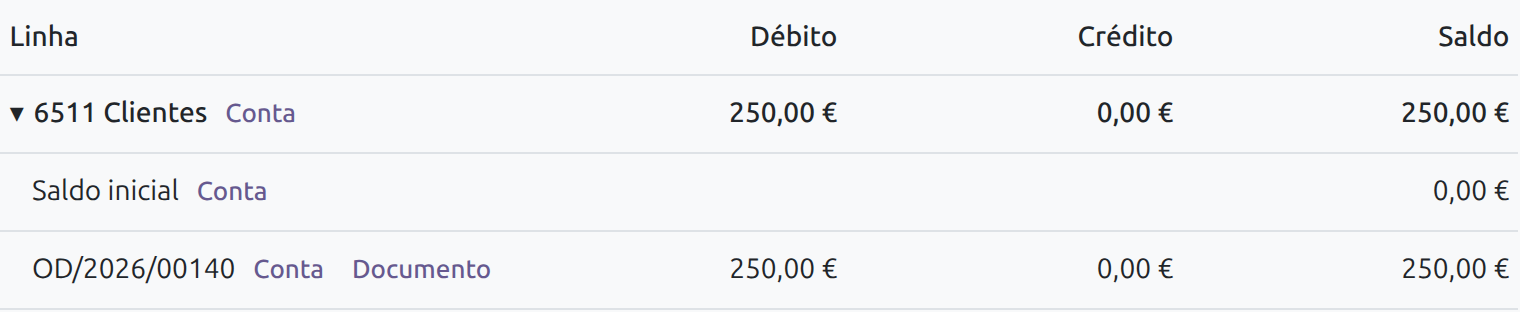 Linha Débito Crédito Saldo
▾ 6511 Clientes Conta 250,00 € 0,00 € 250,00 €
Saldo inicial Conta 0,00 €
OD/2026/00140 Conta Documento 250,00 € 0,00 € 250,00 €